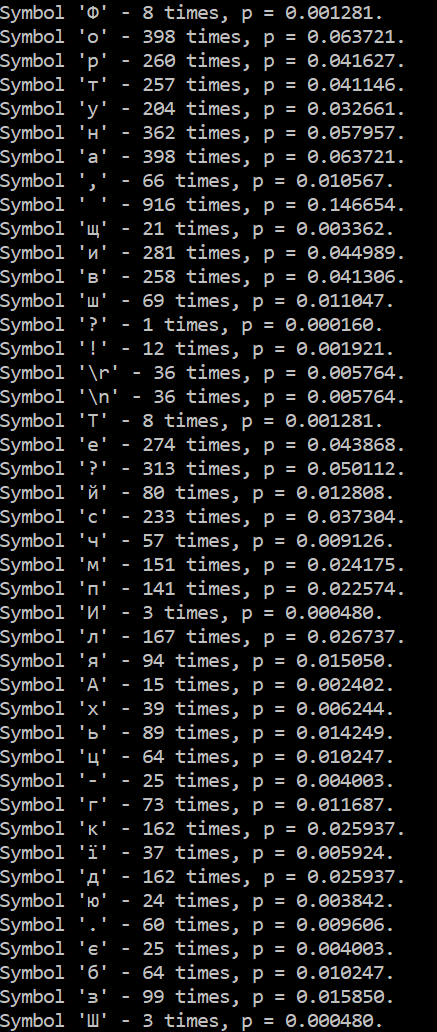 Symbol 'Ф' - 8 times, p = 0.001281.
Symbol 'о' - 398 times, p = 0.063721.
Symbol 'р' - 260 times, p = 0.041627.
Symbol 'т' - 257 times, p = 0.041146.
Symbol 'у' - 204 times, p = 0.032661.
Symbol 'н' - 362 times, p = 0.057957.
Symbol 'а' - 398 times, p = 0.063721.
Symbol ',' - 66 times, p = 0.010567.
Symbol ' ' - 916 times, p = 0.146654.
Symbol 'щ' - 21 times, p = 0.003362.
Symbol 'и' - 281 times, p = 0.044989.
Symbol 'в' - 258 times, p = 0.041306.
Symbol 'ш' - 69 times, p = 0.011047.
Symbol '?' - 1 times, p = 0.000160.
Symbol '!' - 12 times, p = 0.001921.
Symbol '\r' - 36 times, p = 0.005764.
Symbol '\n' - 36 times, p = 0.005764.
Symbol 'Т' - 8 times, p = 0.001281.
Symbol 'е' - 274 times, p = 0.043868.
Symbol '?' - 313 times, p = 0.050112.
Symbol 'й' - 80 times, p = 0.012808.
Symbol 'с' - 233 times, p = 0.037304.
Symbol 'ч' - 57 times, p = 0.009126.
Symbol 'м' - 151 times, p = 0.024175.
Symbol 'п' - 141 times, p = 0.022574.
Symbol 'И' - 3 times, p = 0.000480.
Symbol 'л' - 167 times, p = 0.026737.
Symbol 'я' - 94 times, p = 0.015050.
Symbol 'А' - 15 times, p = 0.002402.
Symbol 'х' - 39 times, p = 0.006244.
Symbol 'ь' - 89 times, p = 0.014249.
Symbol 'ц' - 64 times, p = 0.010247.
Symbol '-' - 25 times, p = 0.004003.
Symbol 'г' - 73 times, p = 0.011687.
Symbol 'к' - 162 times, p = 0.025937.
Symbol 'ї' - 37 times, p = 0.005924.
Symbol 'д' - 162 times, p = 0.025937.
Symbol 'ю' - 24 times, p = 0.003842.
Symbol '.' - 60 times, p = 0.009606.
Symbol 'є' - 25 times, p = 0.004003.
Symbol 'б' - 64 times, p = 0.010247.
Symbol 'з' - 99 times, p = 0.015850.
Symbol 'Ш' - 3 times, p = 0.000480.